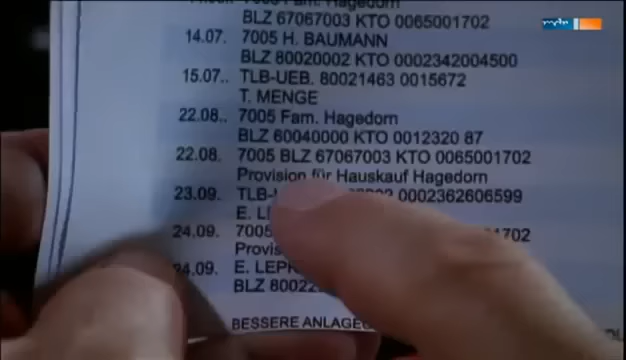 7005 Fam. Hagedorn
BLZ 67067003 KTO 0065001702
14.07. 7005 H. BAUMANN
BLZ 80020002 KTO 0002342004500
15.07.. TLB-UEB. 80021463 0015672
T. MENGE
22.08.. 7005 Fam. Hagedorn
BLZ 60040000 KTO 0012320 87
22.08. 7005 BLZ 67067003 KTO 0065001702
Provision für Hauskauf Hagedorn
23.09. TLB- 0002362606599
E.
24.09. 7005 1702
Provis
24.09. E. LEPK
BLZ 80022
BESSERE ANLAGE
mdr